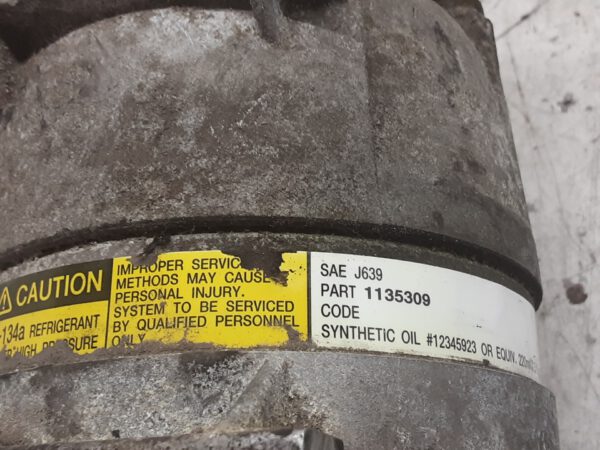 CAUTION
-134a REFRIGERANT
HIGH PRESSURE
IMPROPER SERVIC
METHODS MAY CAUSE
PERSONAL INJURY.
SYSTEM TO BE SERVICED
BY QUALIFIED PERSONNEL
ONLY
SAE J639
PART 1135309
CODE
SYNTHETIC OIL #12345923 OR EQUIV. 220ml